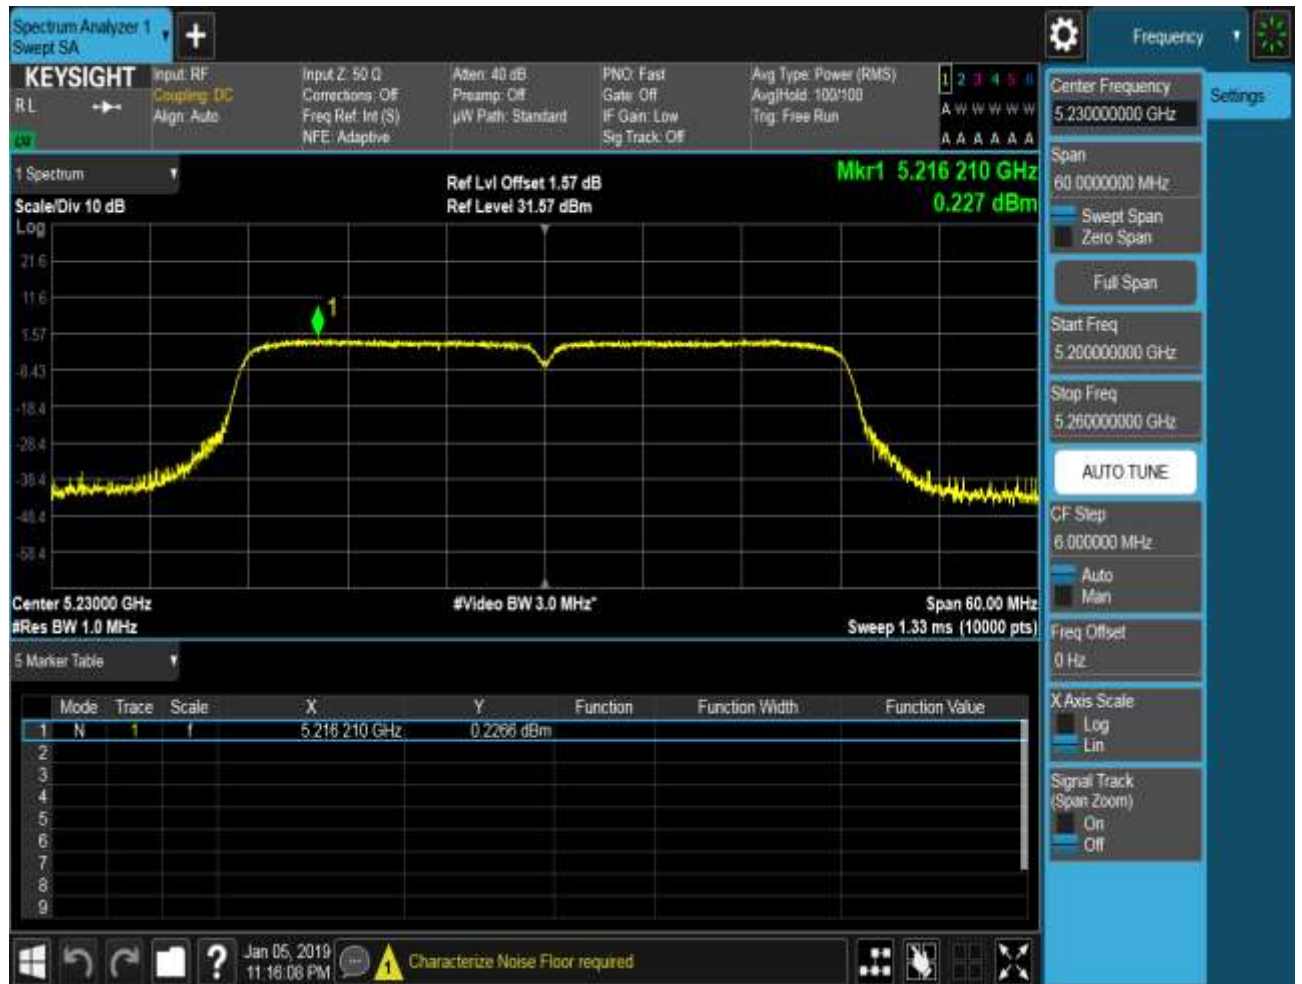 Spectrum Analyzer 1
Swept SA
+
Frequency
KEYSIGHT
Input: RF
Coupling: DC
Align: Auto
Input Z: 50 Ω
Corrections: Off
Freq Ref: Int (S)
NFE: Adaptive
Atten: 40 dB
Preamp: Off
µW Path: Standard
PNO: Fast
Gate: Off
IF Gain: Low
Sig Track: Off
Avg Type: Power (RMS)
Avg|Hold: 100/100
Trig: Free Run
1 2 3 4 5 6
A W W W W W
A A A A A A
R L
LXI
1 Spectrum
Scale/Div 10 dB
Ref Lvl Offset 1.57 dB
Ref Level 31.57 dBm
Mkr1 5.216 210 GHz
0.227 dBm
Log
21.6
11.6
1.57
-8.43
-18.4
-28.4
-38.4
-48.4
-58.4
1
Center 5.23000 GHz
#Res BW 1.0 MHz
#Video BW 3.0 MHz*
Span 60.00 MHz
Sweep 1.33 ms (10000 pts)
5 Marker Table
Mode Trace Scale X Y Function Function Width Function Value
1 N 1 f 5.216 210 GHz 0.2266 dBm
2
3
4
5
6
7
8
9
Center Frequency
5.230000000 GHz
Settings
Span
60.0000000 MHz
Swept Span
Zero Span
Full Span
Start Freq
5.200000000 GHz
Stop Freq
5.260000000 GHz
AUTO TUNE
CF Step
6.000000 MHz
Auto
Man
Freq Offset
0 Hz
X Axis Scale
Log
Lin
Signal Track
(Span Zoom)
On
Off
?
Jan 05, 2019
11:16:08 PM
1
Characterize Noise Floor required